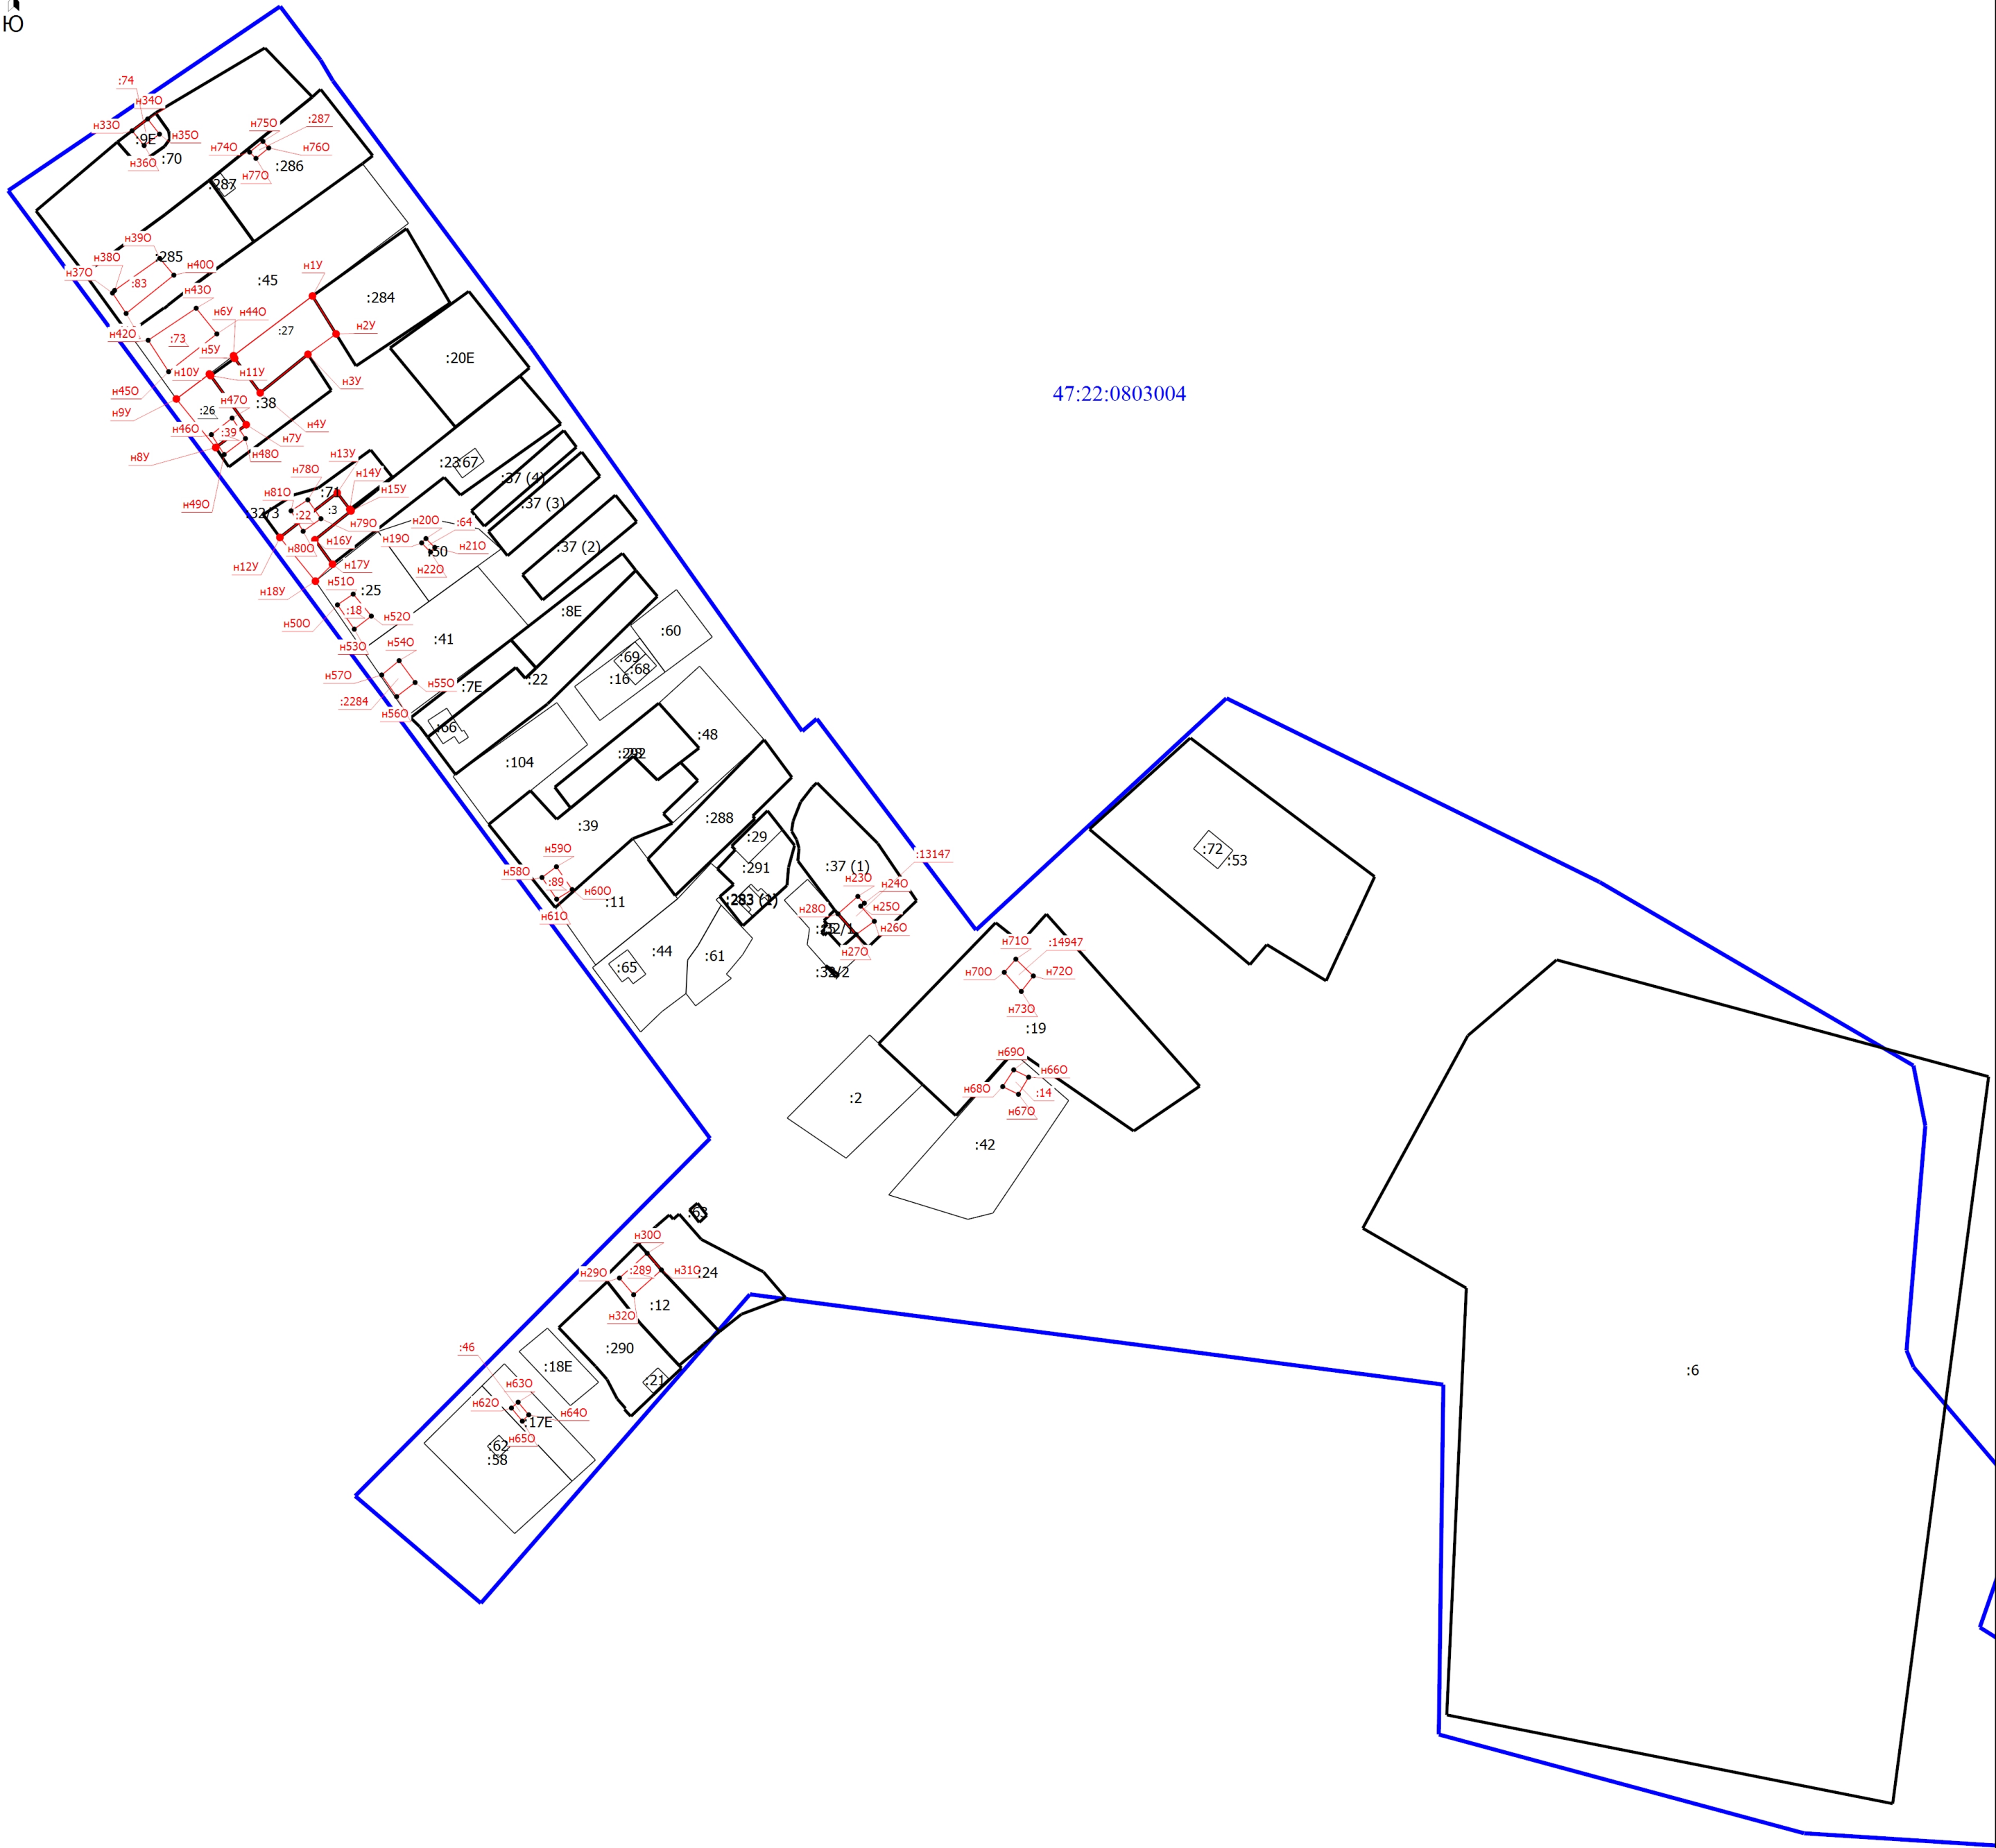 Ю
:74
н34О
н33О
:9Е
н35О
н36О
:70
н75О
:287
н74О
н76О
:286
н77О
:287
н39О
н38О
:285
н37О
н40О
:83
:45
н1У
н43О
:284
н6У
н44О
:27
н2У
н42О
:73
н5У
:20Е
н10У
н11У
н3У
н45О
47:22:0803004
н9У
:26
н47О
:38
н4У
н46О
:39
н7У
н8У
н48О
н13У
:23
:67
н78О
н14У
:37 (4)
н81О
:71
н15У
н49О
:37 (3)
:32/3
:22
:3
н79О
н20О
:64
н80О
н16У
н19О
н21О
:50
:37 (2)
н12У
н17У
н22О
н51О
:25
н18У
:18
:8Е
н50О
н52О
:60
н53О
н54О
:41
:69
:68
н57О
н55О
:7Е
:22
:16
:2284
н56О
:66
:48
:104
:292
:288
:39
:29
н59О
:37 (1)
:13147
:72
:53
н58О
:291
н23О
н24О
:89
н60О
:11
:283 (1)
н28О
н25О
н61О
н26О
н71О
:14947
:44
:61
н27О
:65
:32/2
н70О
н72О
н73О
:19
н69О
н66О
н68О
:14
:2
н67О
:42
:63
н30О
н29О
:289
н31О
:24
:12
н32О
:46
:290
:18Е
:6
н63О
:21
н62О
н64О
:17Е
:62
н65О
:58